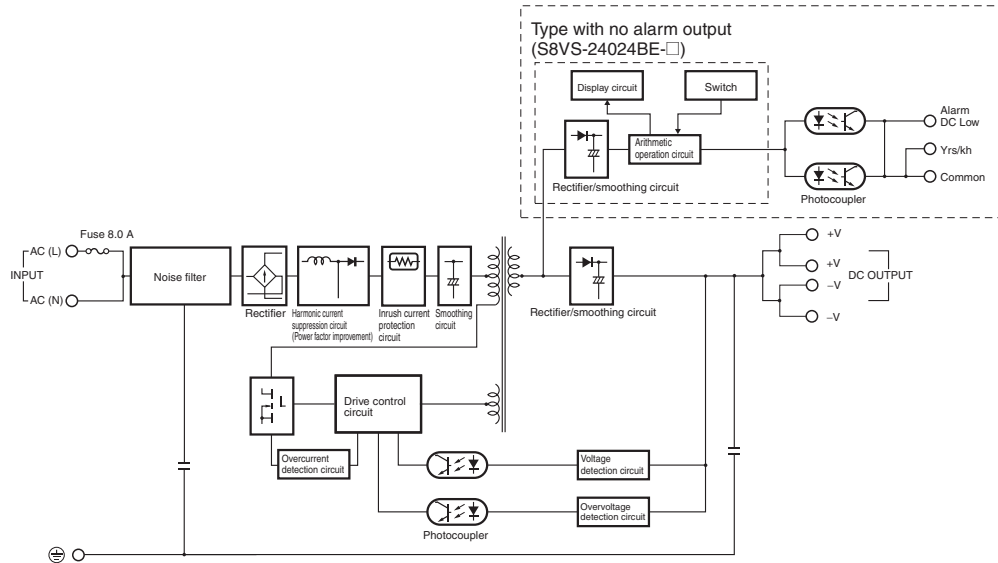 Type with no alarm output
(S8VS-24024BE-□)
Display circuit
Switch
Arithmetic
operation circuit
Rectifier/smoothing circuit
Alarm
DC Low
Yrs/kh
Common
Photocoupler
Fuse 8.0 A
AC (L)
INPUT
AC (N)
Noise filter
Rectifier
Harmonic current
suppression circuit
(Power factor improvement)
Inrush current
protection
circuit
Smoothing
circuit
Rectifier/smoothing circuit
+V
+V
DC OUTPUT
–V
–V
Drive control
circuit
Overcurrent
detection circuit
Voltage
detection circuit
Overvoltage
detection circuit
Photocoupler